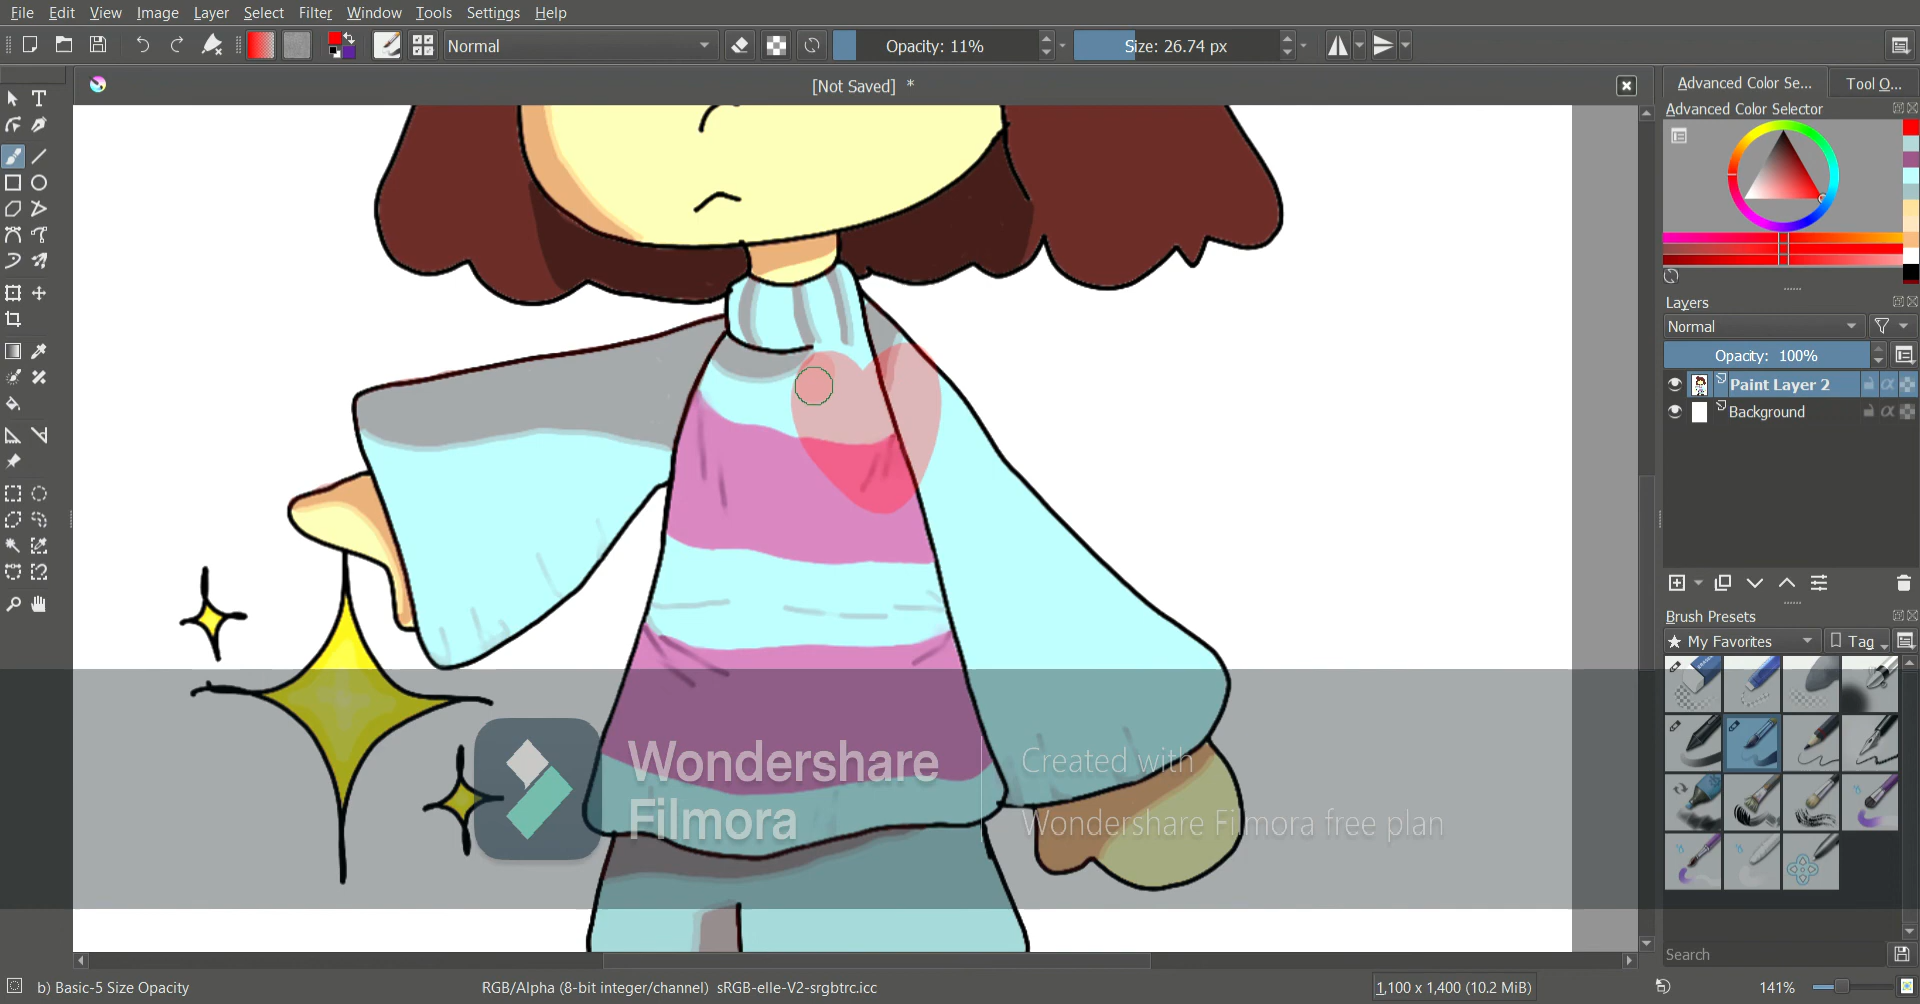 File Edit View Image Layer Select Filter Window Tools Settings Help
Normal Opacity: 11% Size: 26.74 px
[Not Saved] *
Advanced Color Se... Tool O...
Advanced Color Selector
Layers
Normal
Opacity: 100%
Paint Layer 2
Background
Brush Presets
My Favorites Tag
Wondershare
Filmora
Created with
Wondershare Filmora free plan
Search
b) Basic-5 Size Opacity RGB/Alpha (8-bit integer/channel) sRGB-elle-V2-srgbtrc.icc 1,100 x 1,400 (10.2 MiB) 141%